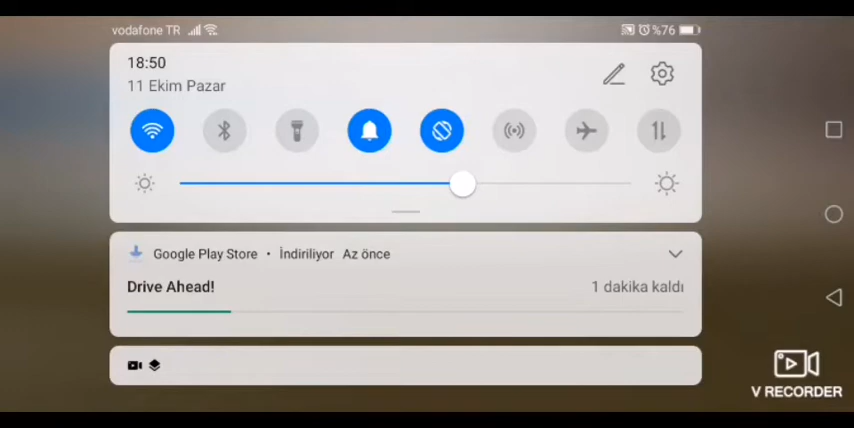 vodafone TR %76
18:50
11 Ekim Pazar
Google Play Store • İndiriliyor Az önce
Drive Ahead! 1 dakika kaldı
V RECORDER